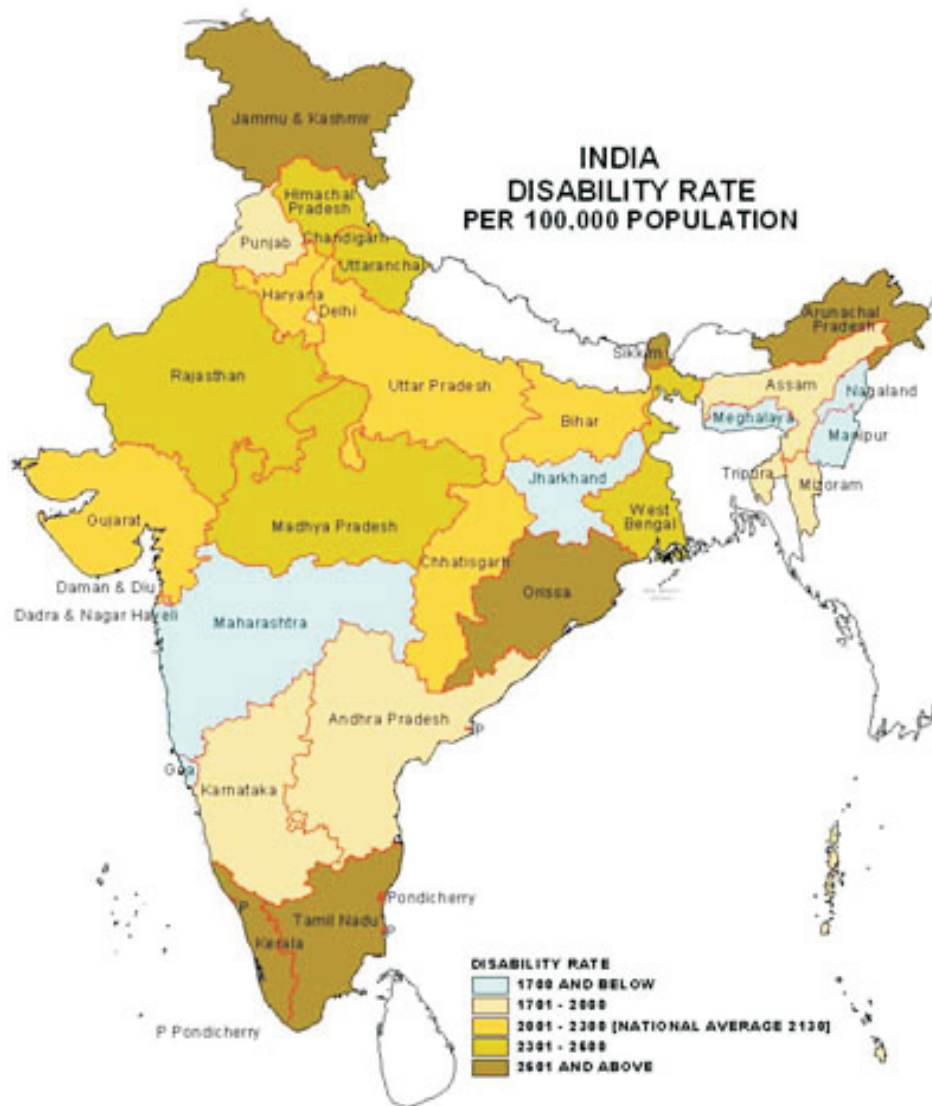 INDIA
DISABILITY RATE
PER 100.000 POPULATION
Jammu & Kashmir
Himachal
Pradesh
Chandigarh
Punjab
Uttaranchal
Haryana
Delhi
Arunachal
Pradesh
Sikkim
Rajasthan
Uttar Pradesh
Assam
Nagaland
Bihar
Meghalaya
Manipur
Jharkhand
Tripura
Mizoram
Gujarat
Madhya Pradesh
West
Bengal
Chhatisgarh
Daman & Diu
Orissa
Dadra & Nagar Haveli
Maharashtra
Andhra Pradesh
P
Goa
Karnataka
Pondicherry
P
Tamil Nadu
P
Kerala
P Pondicherry
DISABILITY RATE
1700 AND BELOW
1701 - 2000
2001 - 2300 [NATIONAL AVERAGE 2130]
2301 - 2600
2601 AND ABOVE